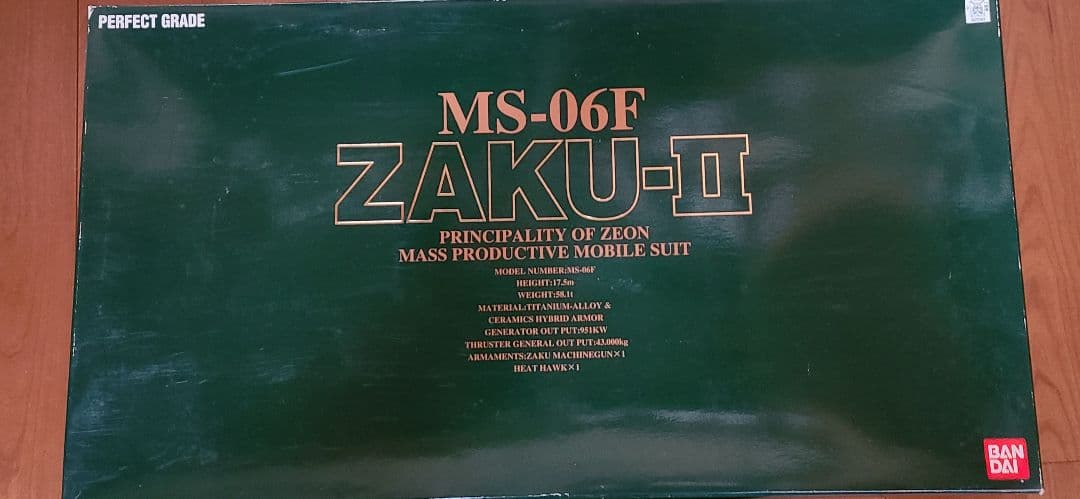 PERFECT GRADE
MS-06F
ZAKU-II
PRINCIPALITY OF ZEON
MASS PRODUCTIVE MOBILE SUIT
MODEL NUMBER:MS-06F
HEIGHT:17.5m
WEIGHT:58.1t
MATERIAL:TITANIUM-ALLOY &
CERAMICS HYBRID ARMOR
GENERATOR OUT PUT:951KW
THRUSTER GENERAL OUT PUT:43.000kg
ARMAMENTS:ZAKU MACHINEGUN×1
HEAT HAWK×1
BAN
DAI